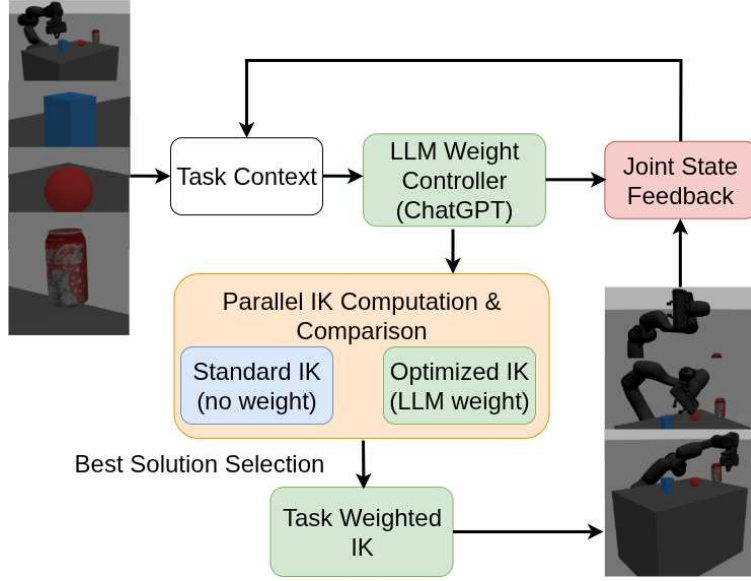 Task Context
LLM Weight
Controller
(ChatGPT)
Joint State
Feedback
Parallel IK Computation &
Comparison
Standard IK
(no weight)
Optimized IK
(LLM weight)
Best Solution Selection
Task Weighted
IK